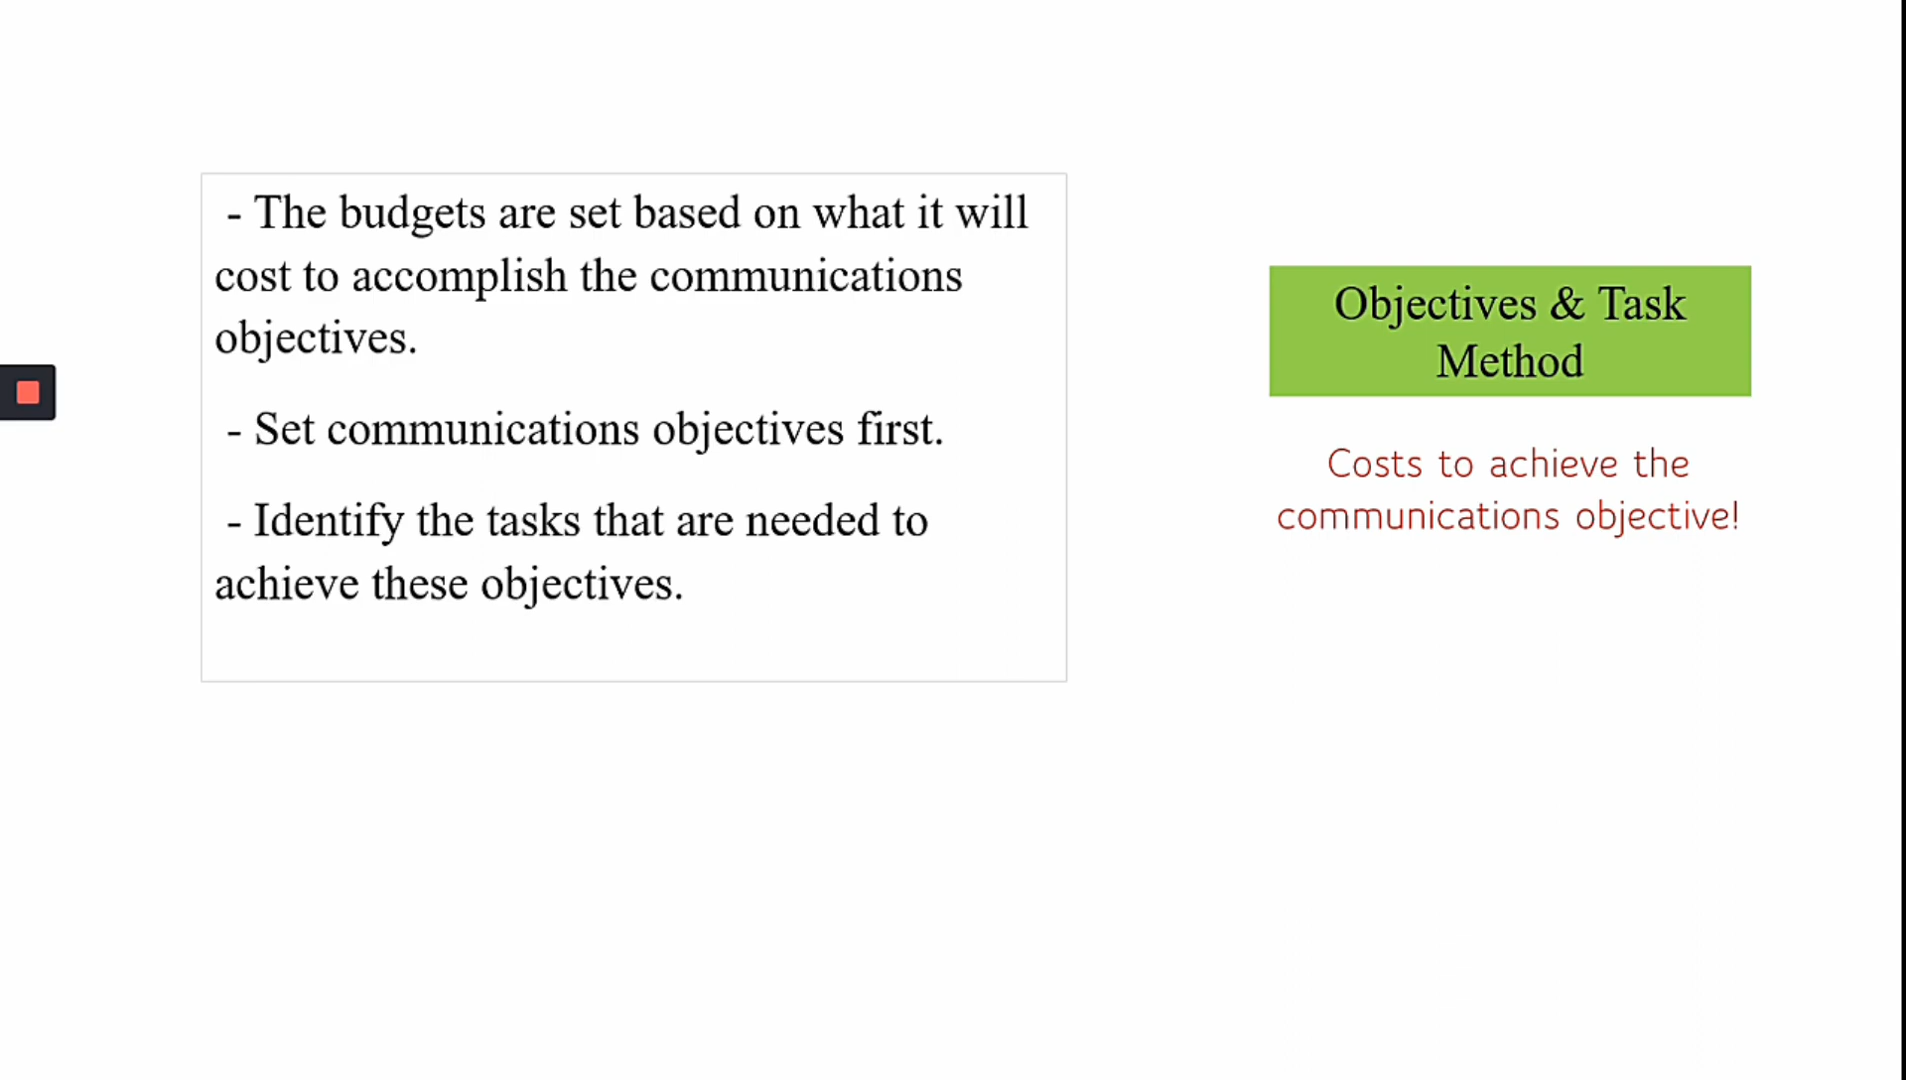 - The budgets are set based on what it will
cost to accomplish the communications
objectives.
- Set communications objectives first.
- Identify the tasks that are needed to
achieve these objectives.
Objectives & Task
Method
Costs to achieve the
communications objective!